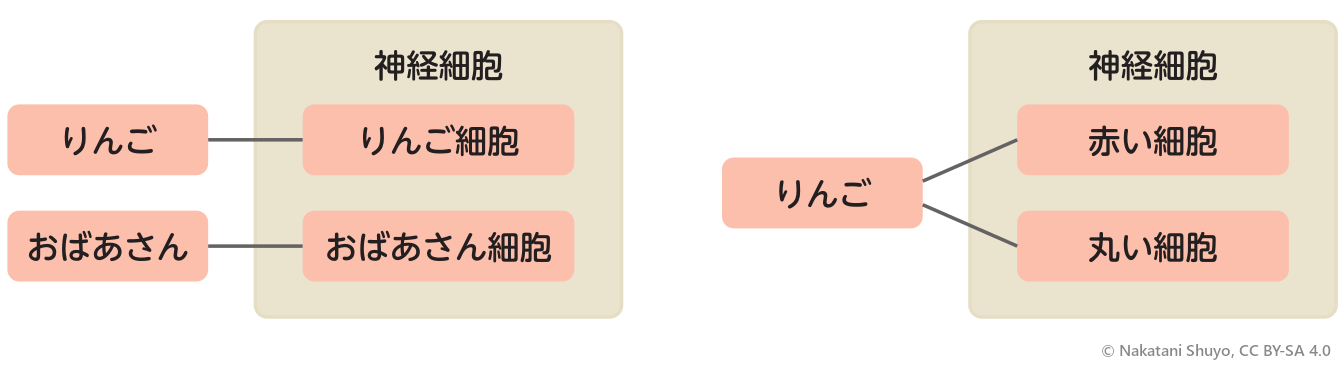 神経細胞
りんご
りんご細胞
おばあさん
おばあさん細胞
神経細胞
りんご
赤い細胞
丸い細胞
© Nakatani Shuyo, CC BY-SA 4.0